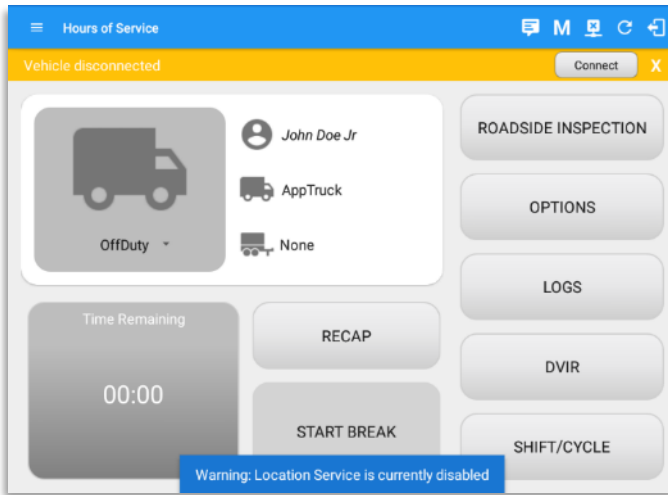 Hours of Service
M
Vehicle disconnected
Connect
X
John Doe Jr
AppTruck
None
OffDuty
ROADSIDE INSPECTION
OPTIONS
LOGS
DVIR
SHIFT/CYCLE
Time Remaining
00:00
RECAP
START BREAK
Warning: Location Service is currently disabled